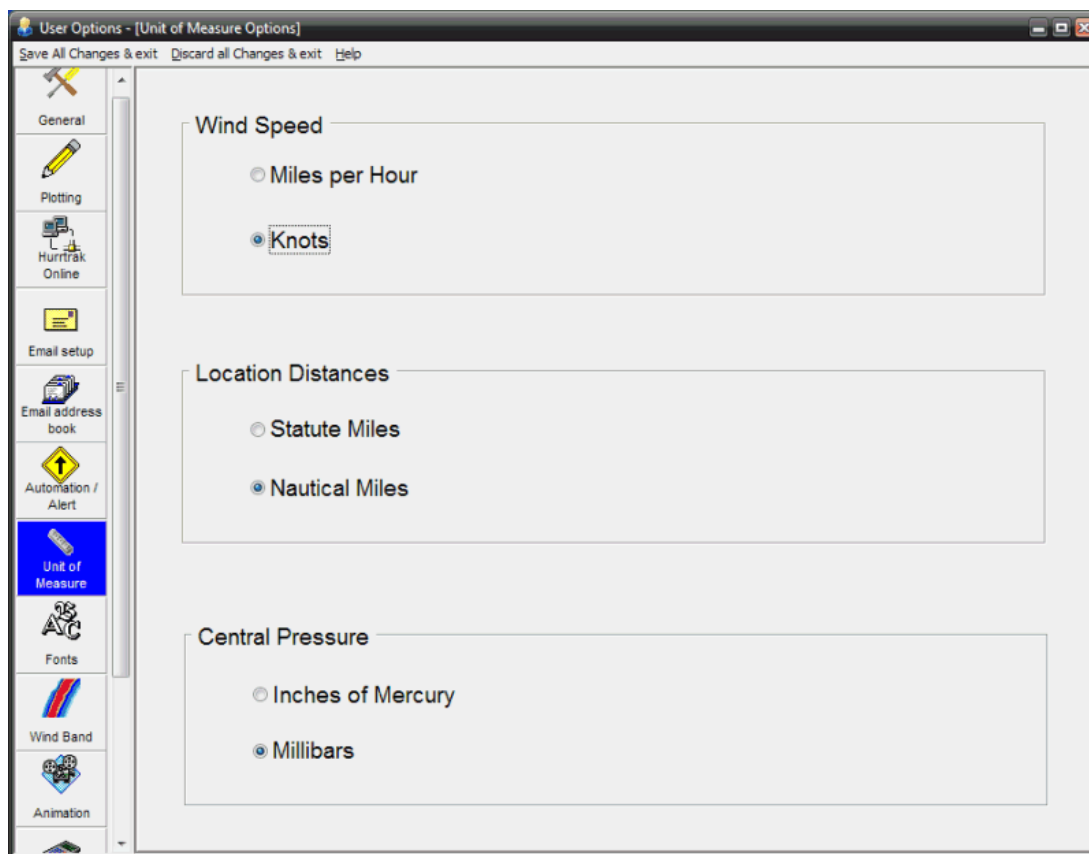 User Options - [Unit of Measure Options]
Save All Changes & exit Discard all Changes & exit Help
General
Plotting
Hurrtrak
Online
Email setup
Email address
book
Automation /
Alert
Unit of
Measure
Fonts
Wind Band
Animation
Wind Speed
Miles per Hour
Knots
Location Distances
Statute Miles
Nautical Miles
Central Pressure
Inches of Mercury
Millibars